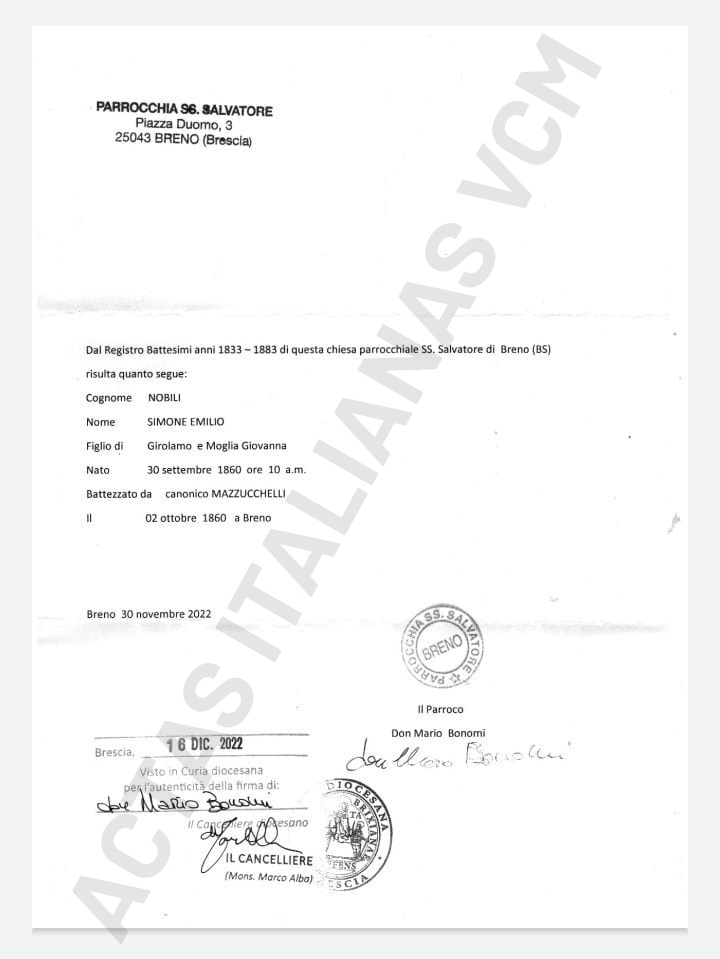 PARROCCHIA SS. SALVATORE
Piazza Duomo, 3
25043 BRENO (Brescia)
ACTAS ITALIANAS VCM
Dal Registro Battesimi anni 1833 – 1883 di questa chiesa parrocchiale SS. Salvatore di Breno (BS)
risulta quanto segue:
Cognome NOBILI
Nome SIMONE EMILIO
Figlio di Girolamo e Moglia Giovanna
Nato 30 settembre 1860 ore 10 a.m.
Battezzato da canonico MAZZUCCHELLI
Il 02 ottobre 1860 a Breno
Breno 30 novembre 2022
PARROCCHIA SS. SALVATORE
BRENO
Il Parroco
Don Mario Bonomi
don Mario Bonomi
Brescia, 16 DIC. 2022
Visto in Curia diocesana
per l'autenticità della firma di:
don Mario Bonomi
Il Cancelliere diocesano
IL CANCELLIERE
(Mons. Marco Alba)
DIOCESANA
BRIXIANAE